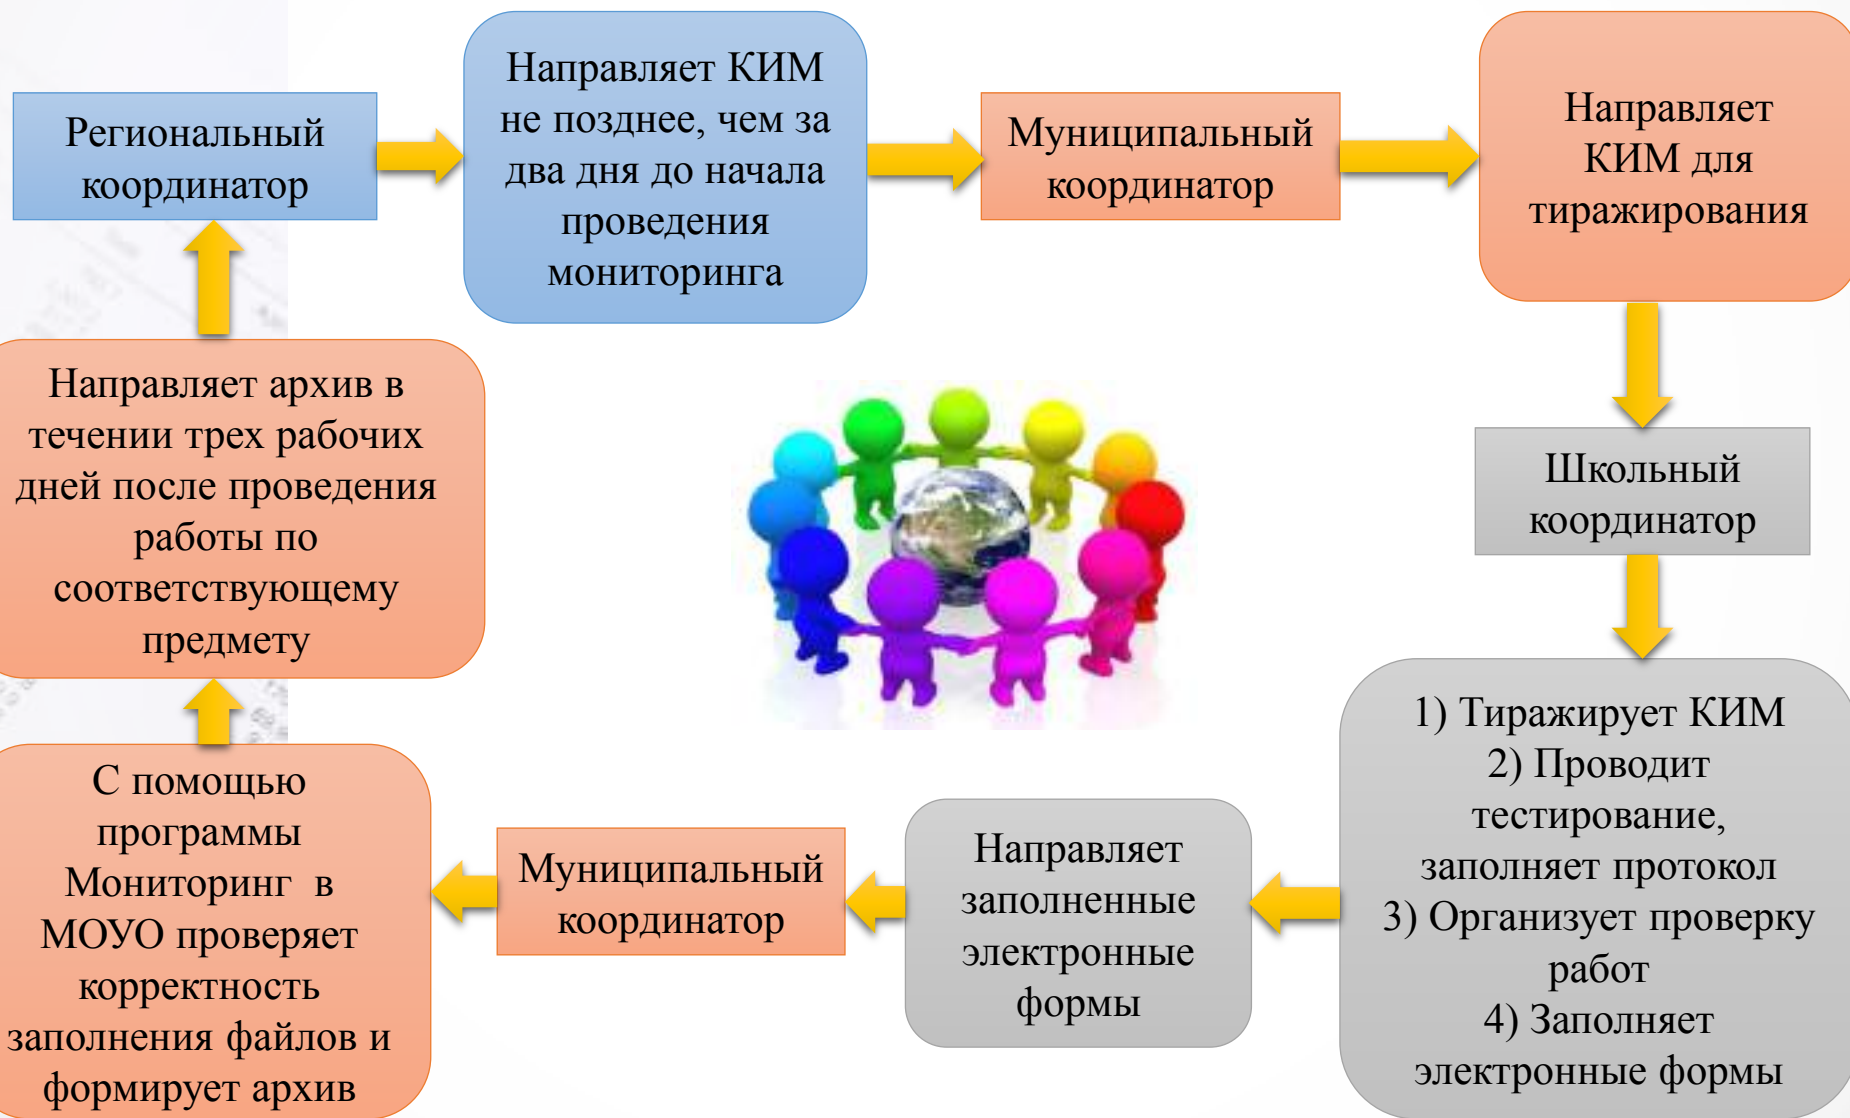 Региональный
координатор
Направляет КИМ
не позднее, чем за
два дня до начала
проведения
мониторинга
Муниципальный
координатор
Направляет
КИМ для
тиражирования
Школьный
координатор
1) Тиражирует КИМ
2) Проводит
тестирование,
заполняет протокол
3) Организует проверку
работ
4) Заполняет
электронные формы
Направляет
заполненные
электронные
формы
Муниципальный
координатор
С помощью
программы
Мониторинг в
МОУО проверяет
корректность
заполнения файлов и
формирует архив
Направляет архив в
течении трех рабочих
дней после проведения
работы по
соответствующему
предмету